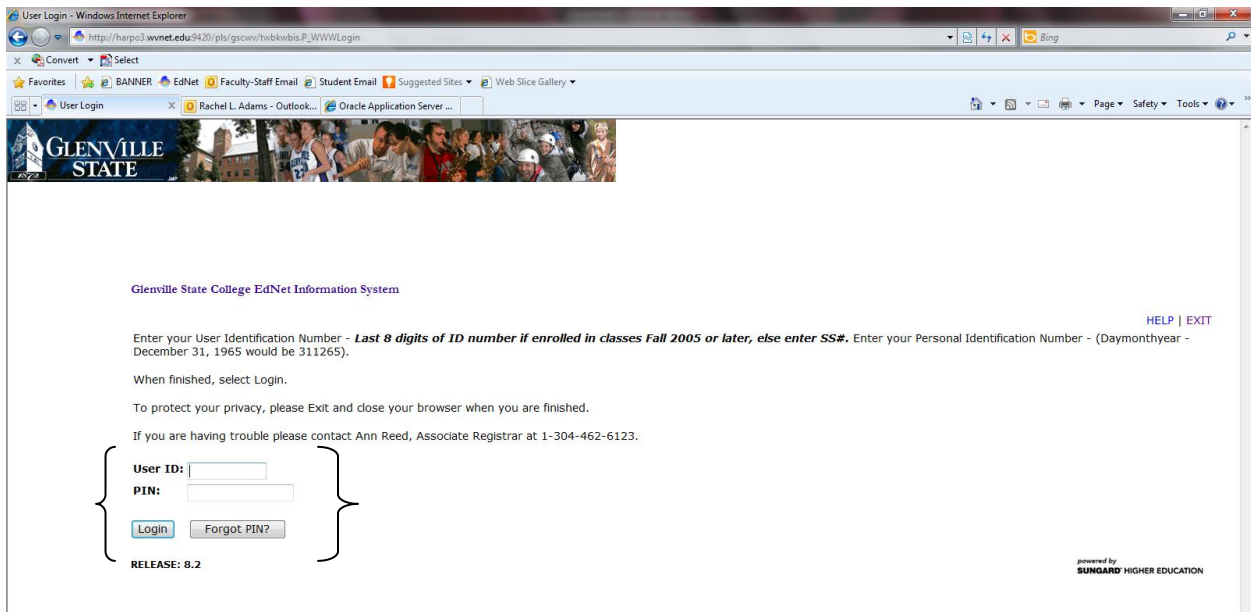 User Login - Windows Internet Explorer
http://harpo3.wvnet.edu:9420/pls/gscwv/twbkwbis.P_WWWLogin
Bing
x Convert Select
Favorites BANNER EdNet Faculty-Staff Email Student Email Suggested Sites Web Slice Gallery
User Login X Rachel L. Adams - Outlook... Oracle Application Server ... Page Safety Tools
GLENVILLE
STATE
1872
Glenville State College EdNet Information System
HELP | EXIT
Enter your User Identification Number - Last 8 digits of ID number if enrolled in classes Fall 2005 or later, else enter SS#. Enter your Personal Identification Number - (Daymonthyear -
December 31, 1965 would be 311265).
When finished, select Login.
To protect your privacy, please Exit and close your browser when you are finished.
If you are having trouble please contact Ann Reed, Associate Registrar at 1-304-462-6123.
User ID:
PIN:
Login Forgot PIN?
RELEASE: 8.2
powered by
SUNGARD' HIGHER EDUCATION